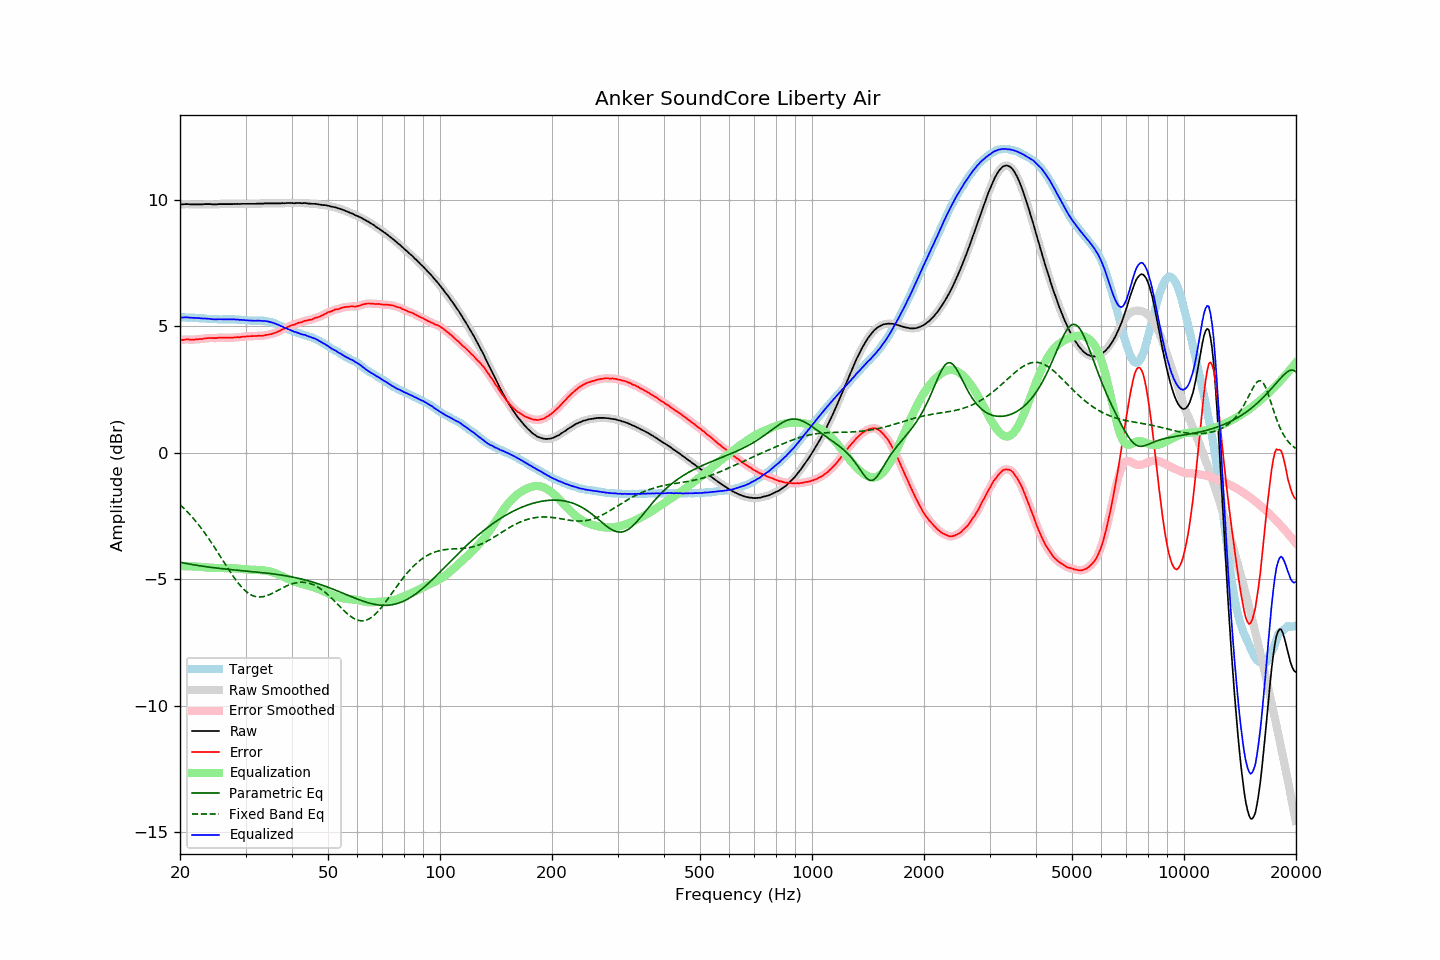 Anker SoundCore Liberty Air
Amplitude (dBr)
10
5
0
−5
−10
−15
Target
Raw Smoothed
Error Smoothed
Raw
Error
Equalization
Parametric Eq
Fixed Band Eq
Equalized
20 50 100 200 500 1000 2000 5000 10000 20000
Frequency (Hz)